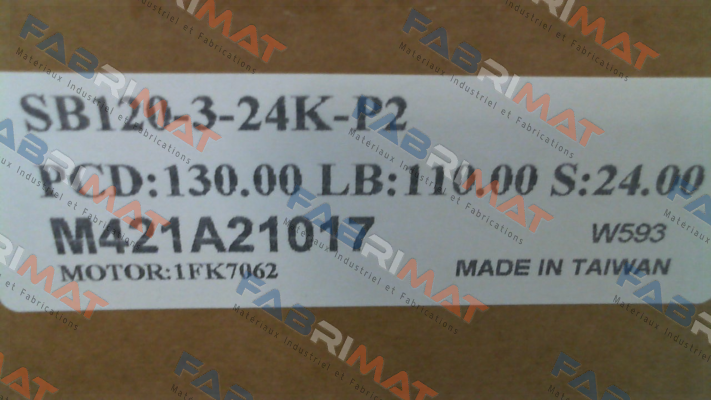 SB120-3-24K-P2
PCD:130.00 LB:110.00 S:24.00
M421A21017 W593
MOTOR:1FK7062 MADE IN TAIWAN
FABRIMAT
Materiaux Industriel et Fabrications